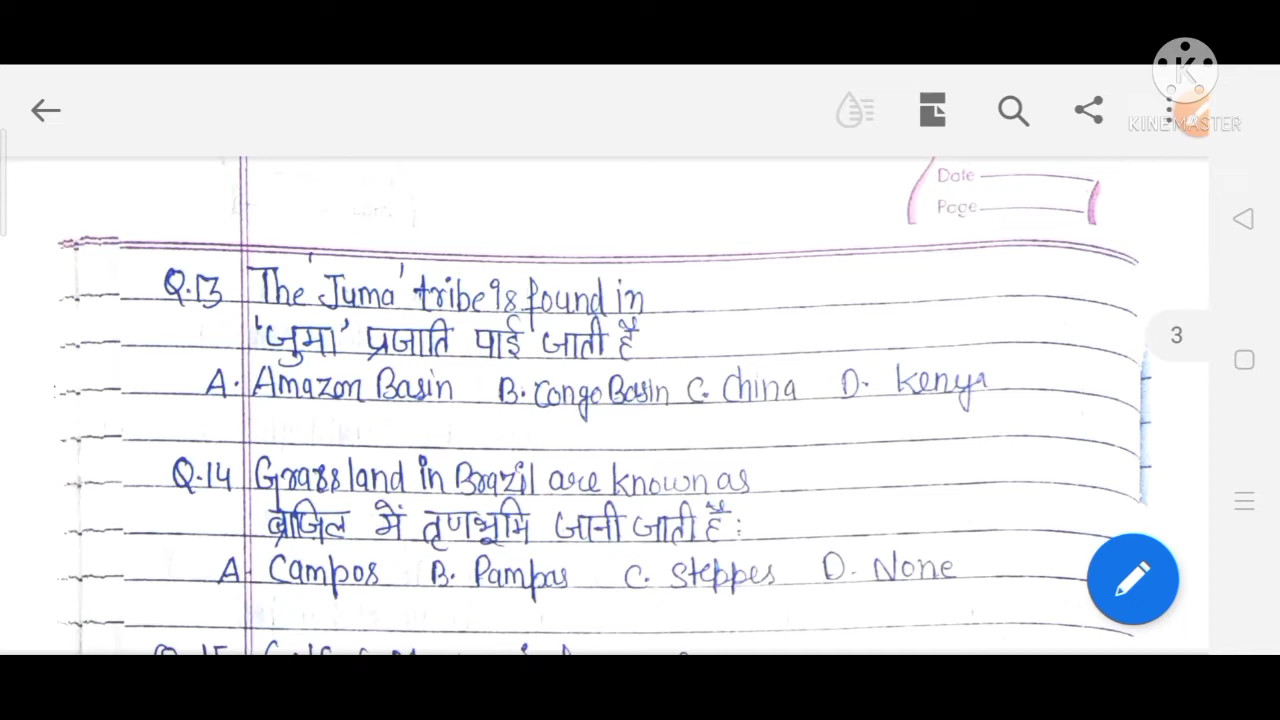 KINEMASTER
Date
Page
3
Q.13 The 'Juma' tribe is found in
'जुमा' प्रजाति पाई जाती है
A. Amazon Basin B. Congo Basin C. China D. Kenya
Q.14 Grassland in Brazil are known as
ब्राजिल में तृणभूमि जानी जाती है:
A. Campos B. Pampas C. Steppes D. None